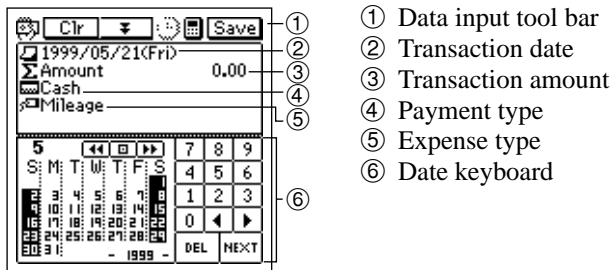 Clr Save ① ① Data input tool bar
1999/05/21(Fri) ② ② Transaction date
Amount 0.00 ③ ③ Transaction amount
Cash ④ ④ Payment type
Mileage ⑤ ⑤ Expense type
⑥ Date keyboard
5 7 8 9
S M T W T F S 4 5 6
1
2 3 4 5 6 7 8 1 2 3
9 10 11 12 13 14 15 ⑥
16 17 18 19 20 21 22 0
23 24 25 26 27 28 29
30 31 DEL NEXT
- 1999 -